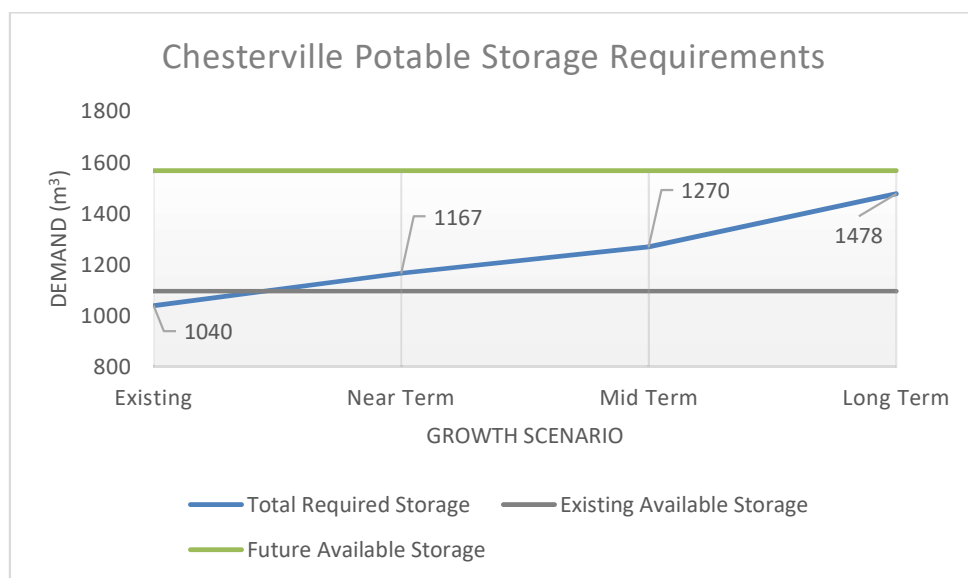 Chesterville Potable Storage Requirements
1800
1600
1400
1200
1000
800
DEMAND (m³)
1167
1270
1478
1040
Existing
Near Term
Mid Term
Long Term
GROWTH SCENARIO
Total Required Storage
Existing Available Storage
Future Available Storage